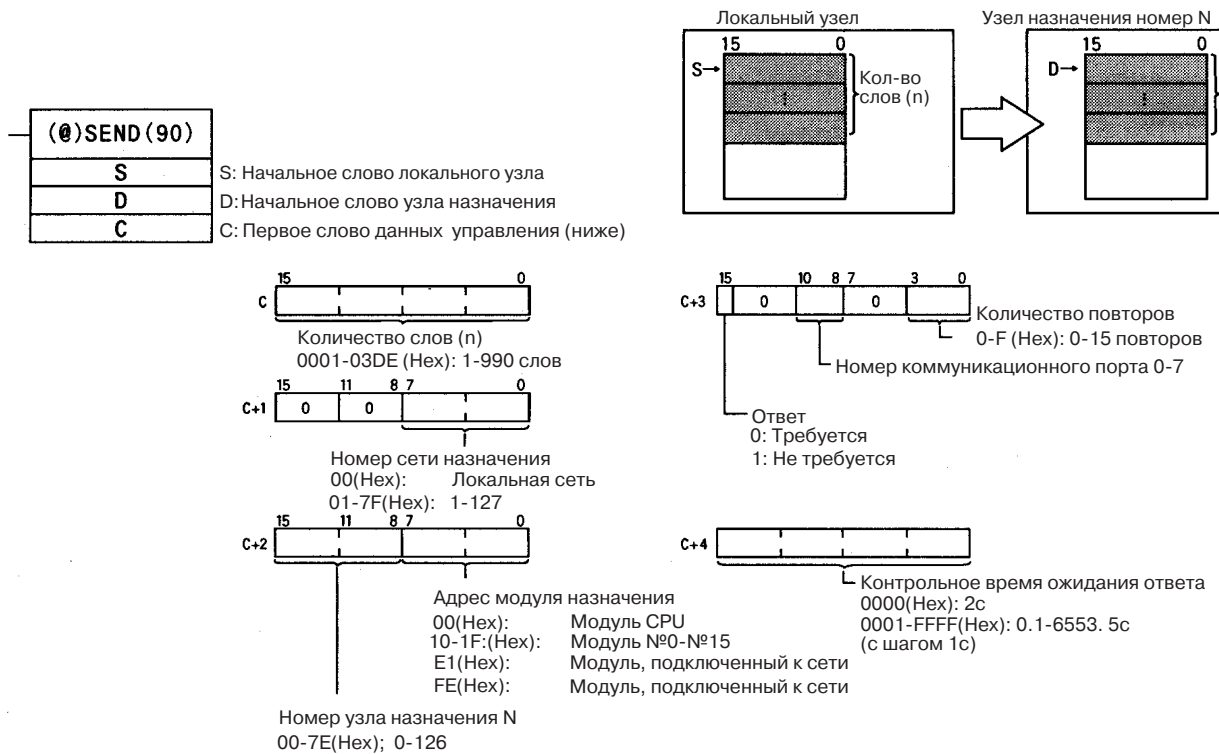 Локальный узел
Узел назначения номер N
15 0
15 0
S→
D→
Кол-во
слов (n)
(@)SEND(90)
S
S: Начальное слово локального узла
D
D:Начальное слово узла назначения
C
C: Первое слово данных управления (ниже)
15 0
C
Количество слов (n)
0001-03DE (Hex): 1-990 слов
15 11 8 7 0
C+1 0 0
Номер сети назначения
00(Hex): Локальная сеть
01-7F(Hex): 1-127
15 11 8 7 0
C+2
Адрес модуля назначения
00(Hex): Модуль CPU
10-1F:(Hex): Модуль №0-№15
E1(Hex): Модуль, подключенный к сети
FE(Hex): Модуль, подключенный к сети
Номер узла назначения N
00-7E(Hex); 0-126
15 10 8 7 3 0
C+3 0 0
Количество повторов
0-F (Hex): 0-15 повторов
Номер коммуникационного порта 0-7
Ответ
0: Требуется
1: Не требуется
C+4
Контрольное время ожидания ответа
0000(Hex): 2с
0001-FFFF(Hex): 0.1-6553. 5с
(с шагом 1с)